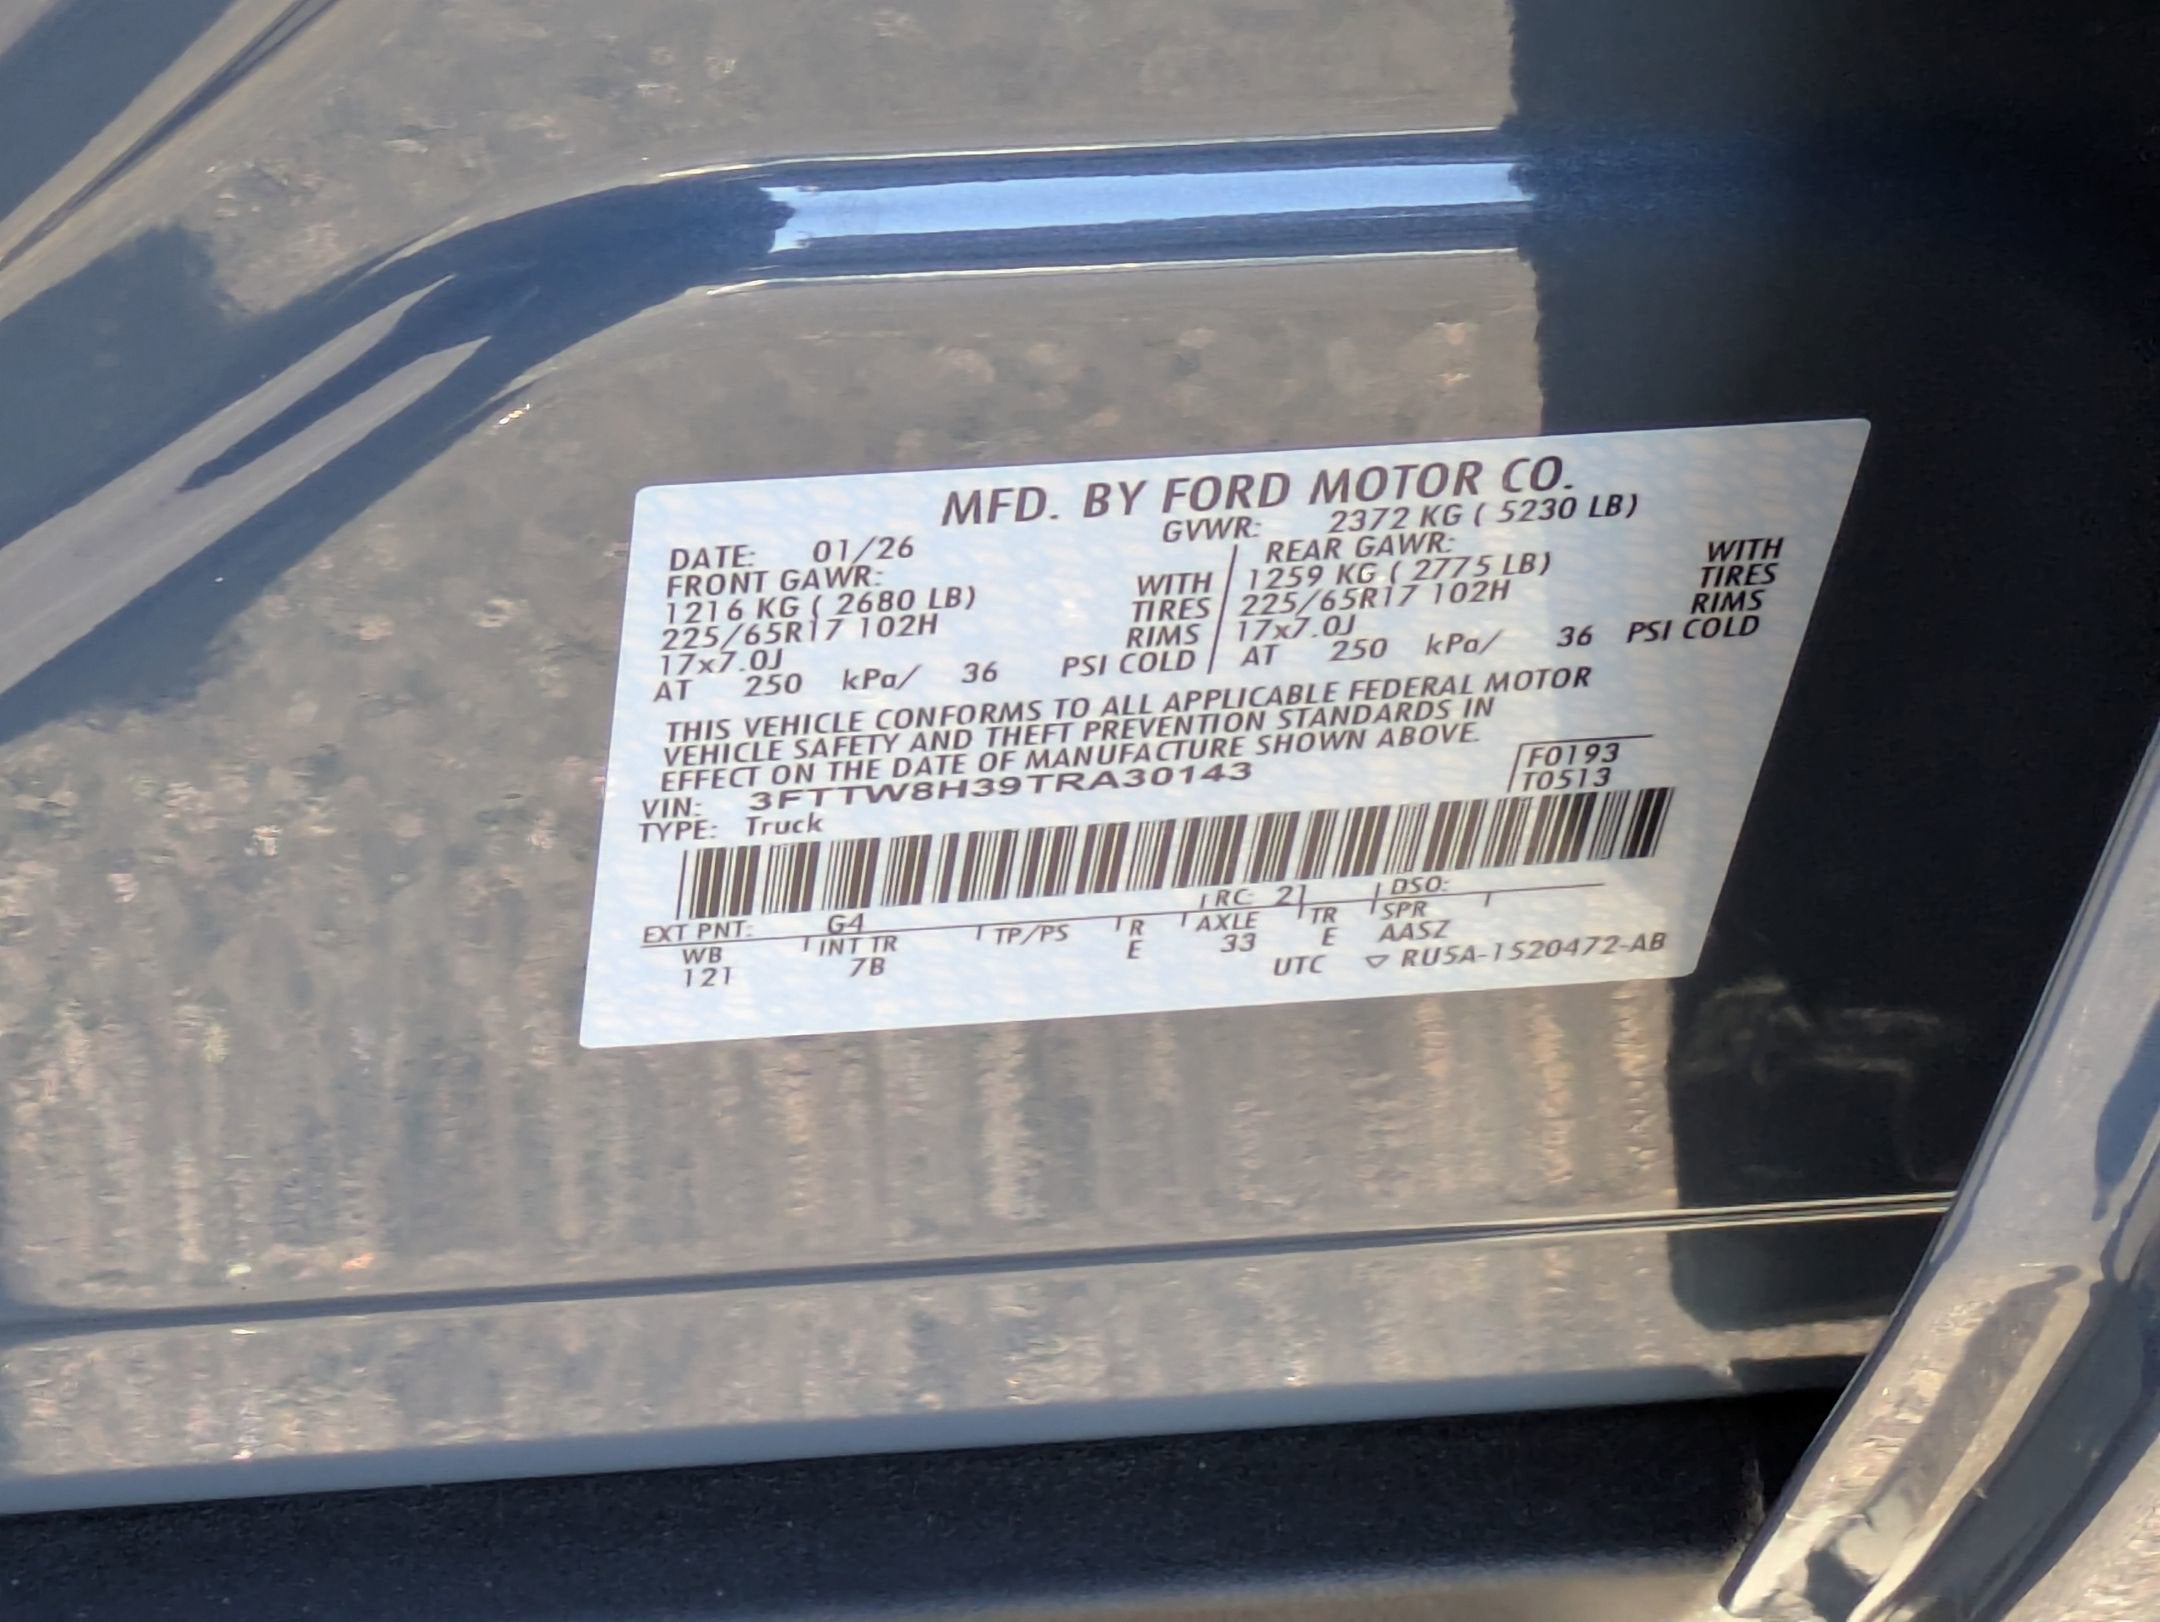 MFD. BY FORD MOTOR CO.
DATE: 01/26 GVWR: 2372 KG ( 5230 LB)
FRONT GAWR: REAR GAWR:
1216 KG ( 2680 LB) WITH 1259 KG ( 2775 LB) WITH
225/65R17 102H TIRES 225/65R17 102H TIRES
17x7.0J RIMS 17x7.0J RIMS
AT 250 kPa/ 36 PSI COLD AT 250 kPa/ 36 PSI COLD
THIS VEHICLE CONFORMS TO ALL APPLICABLE FEDERAL MOTOR
VEHICLE SAFETY AND THEFT PREVENTION STANDARDS IN
EFFECT ON THE DATE OF MANUFACTURE SHOWN ABOVE.
VIN: 3FTTW8H39TRA30143 F0193
TYPE: Truck T0513
EXT PNT: G4 RC: 21 DSO:
WB INT TR TP/PS R AXLE TR SPR
121 7B E 33 E AASZ
UTC ▽ RU5A-1520472-AB